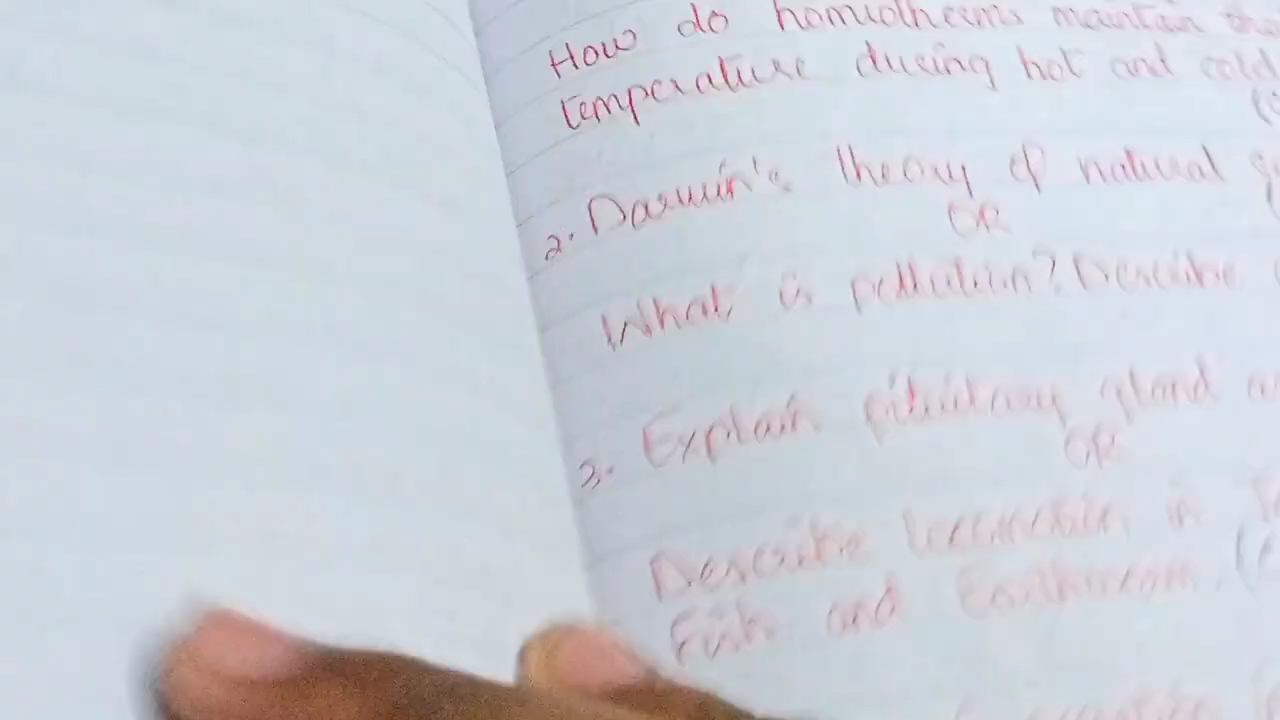 How do homiotherms maintain
temperature during hot and cold
2. Darwin's theory of natural
OR
What is pollution? Describe
3. Explain pituitary gland
OR
Describe locomotion in
Fish and Earthworm.